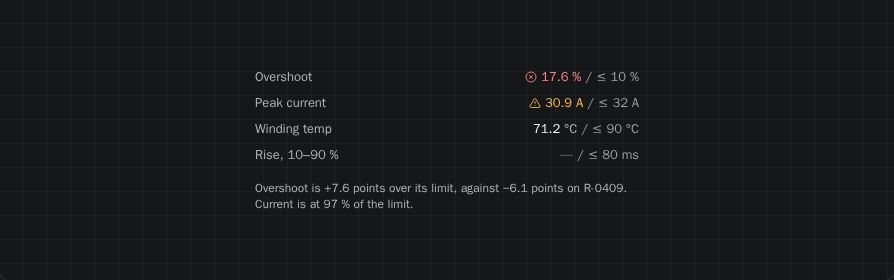 Overshoot 17.6 % / ≤ 10 %
Peak current 30.9 A / ≤ 32 A
Winding temp 71.2 °C / ≤ 90 °C
Rise, 10–90 % — / ≤ 80 ms
Overshoot is +7.6 points over its limit, against −6.1 points on R-0409.
Current is at 97 % of the limit.